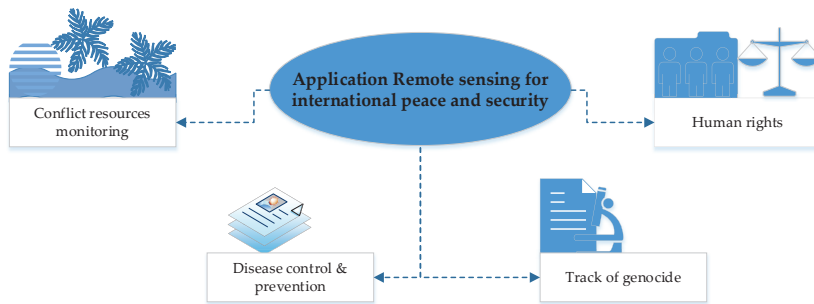 Application Remote sensing for
international peace and security
Conflict resources
monitoring
Human rights
Disease control &
prevention
Track of genocide